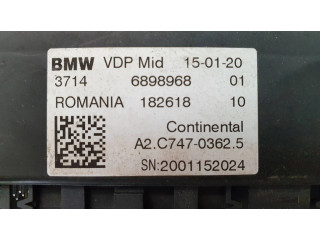 BMW VDP Mid 15-01-20
3714 6898968 01
ROMANIA 182618 10
Continental
A2.C747-0362.5
SN:2001152024